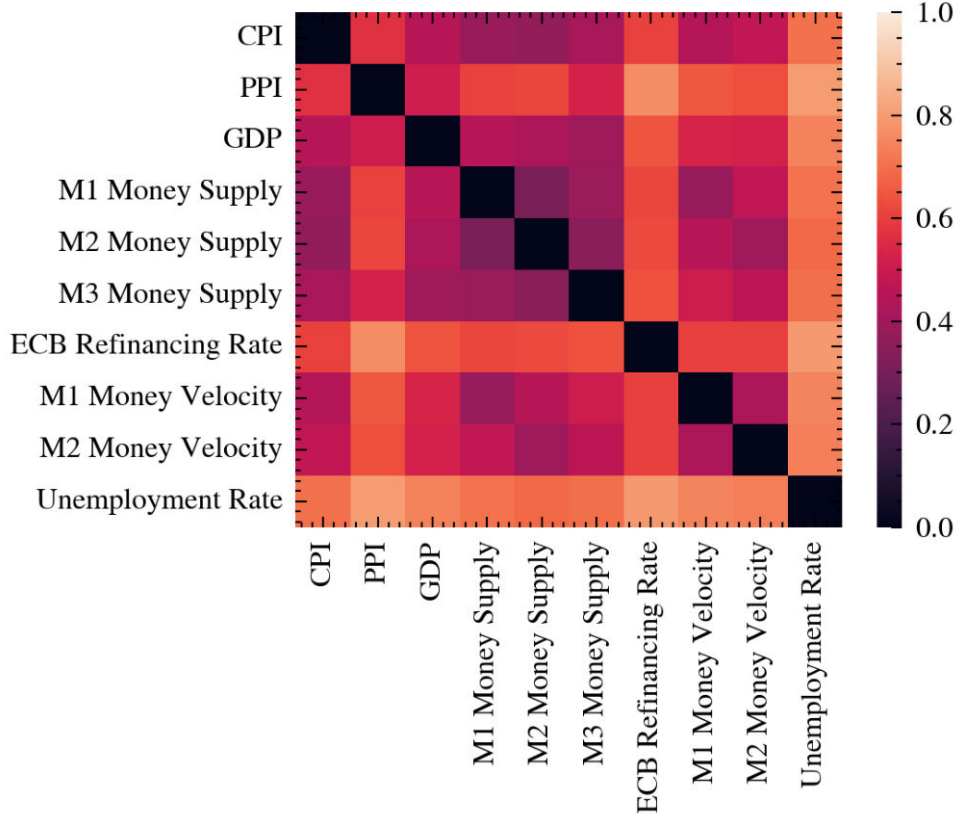 CPI
PPI
GDP
M1 Money Supply
M2 Money Supply
M3 Money Supply
ECB Refinancing Rate
M1 Money Velocity
M2 Money Velocity
Unemployment Rate
CPI
PPI
GDP
M1 Money Supply
M2 Money Supply
M3 Money Supply
ECB Refinancing Rate
M1 Money Velocity
M2 Money Velocity
Unemployment Rate
1.0
0.8
0.6
0.4
0.2
0.0